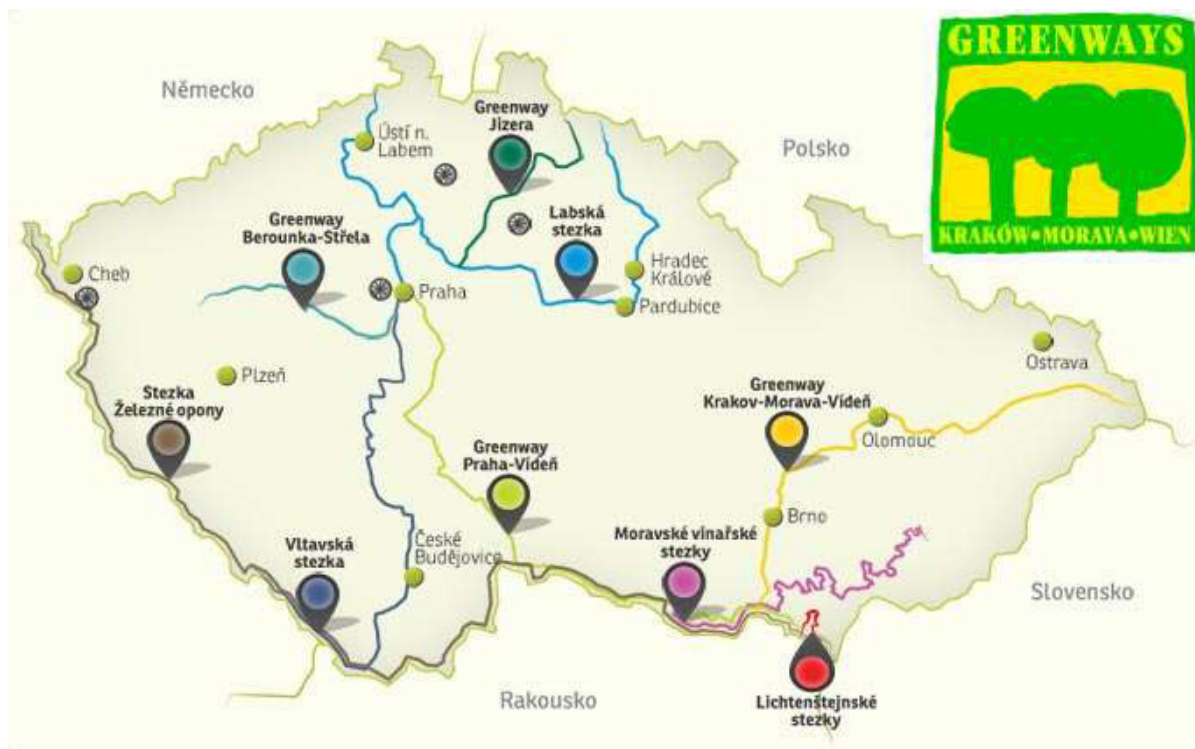 GREENWAYS
KRAKÓW•MORAVA•WIEN
Německo
Greenway
Jizera
Ústí n.
Labem
Polsko
Greenway
Berounka-Střela
Labská
stezka
Cheb
Praha
Hradec
Králové
Pardubice
Ostrava
Plzeň
Stezka
Železné opony
Greenway
Krakov-Morava-Vídeň
Olomouc
Greenway
Praha-Vídeň
Brno
Vltavská
stezka
České
Budějovice
Moravské vinařské
stezky
Slovensko
Rakousko
Lichtenštejnské
stezky